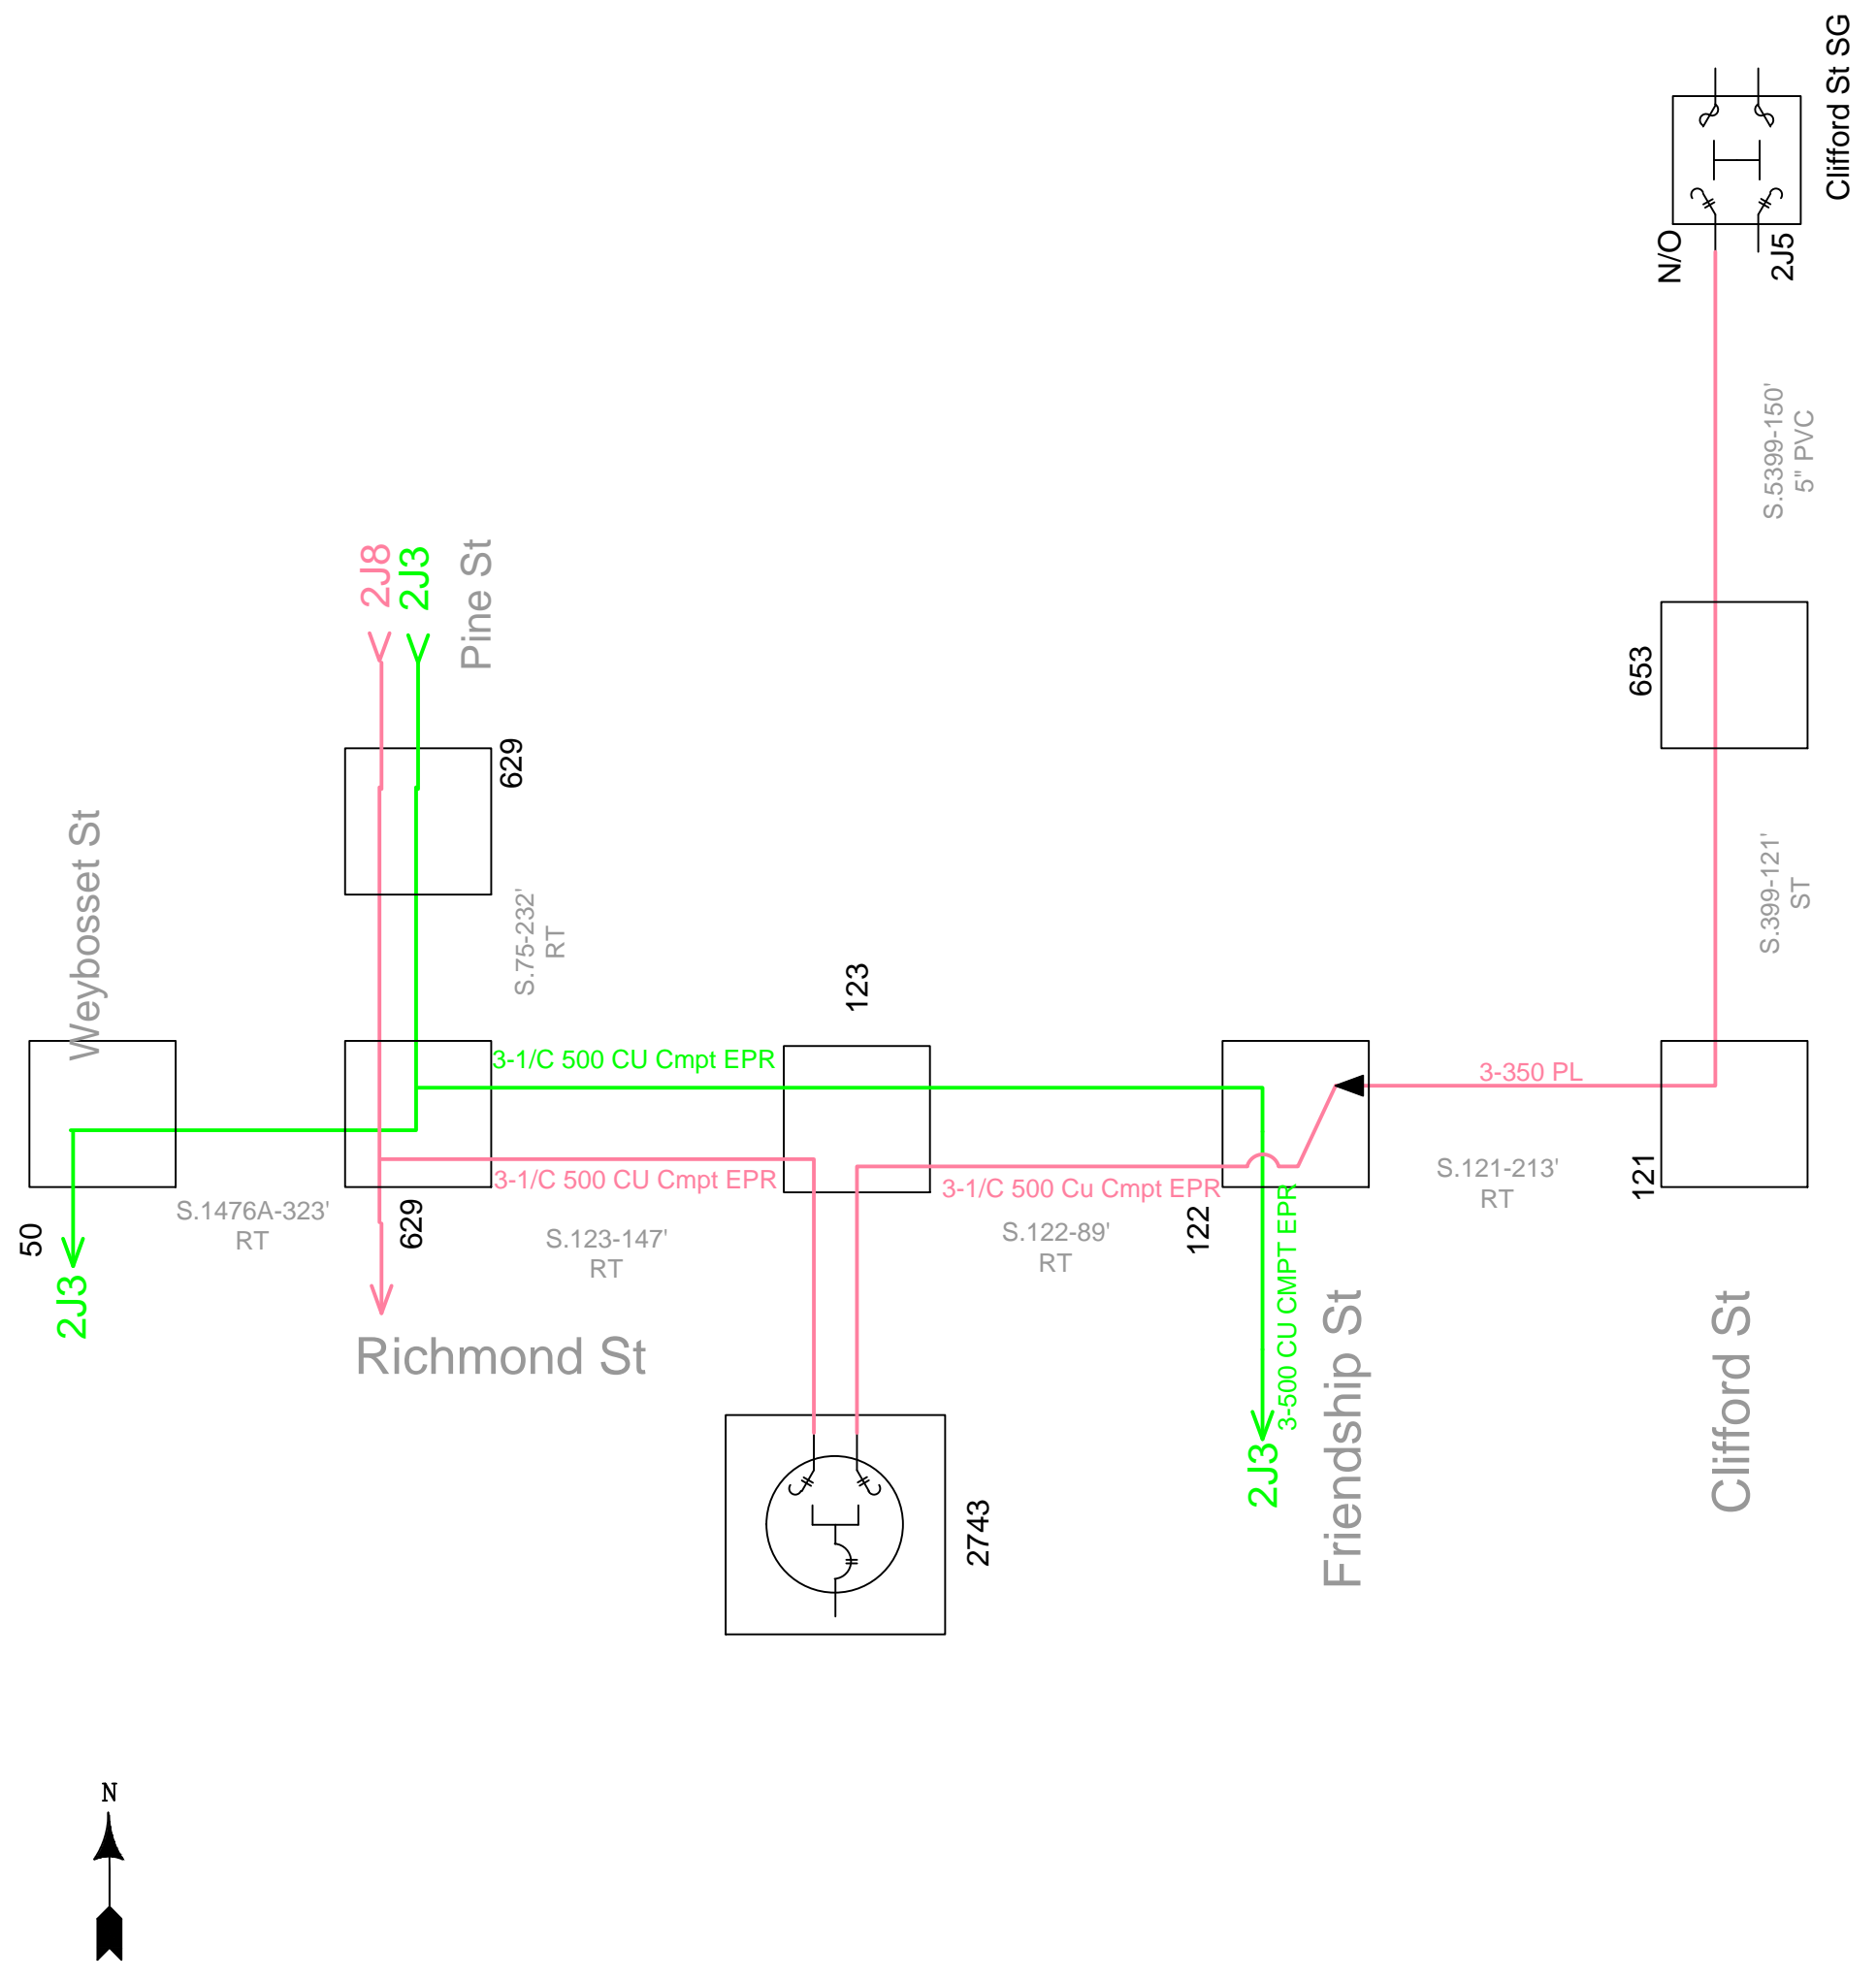 Clifford St SG
N/O
2J5
S.5399-150'
5" PVC
2J8
2J3
Pine St
653
629
Weybosset St
S.75-232'
RT
S.399-121'
ST
123
3-1/C 500 CU Cmpt EPR
3-350 PL
3-1/C 500 CU Cmpt EPR
3-1/C 500 Cu Cmpt EPR
S.121-213'
RT
121
S.1476A-323'
RT
50
629
S.123-147'
RT
S.122-89'
RT
122
3-500 CU CMPT EPR
2J3
Richmond St
2J3
Friendship St
Clifford St
2743
N